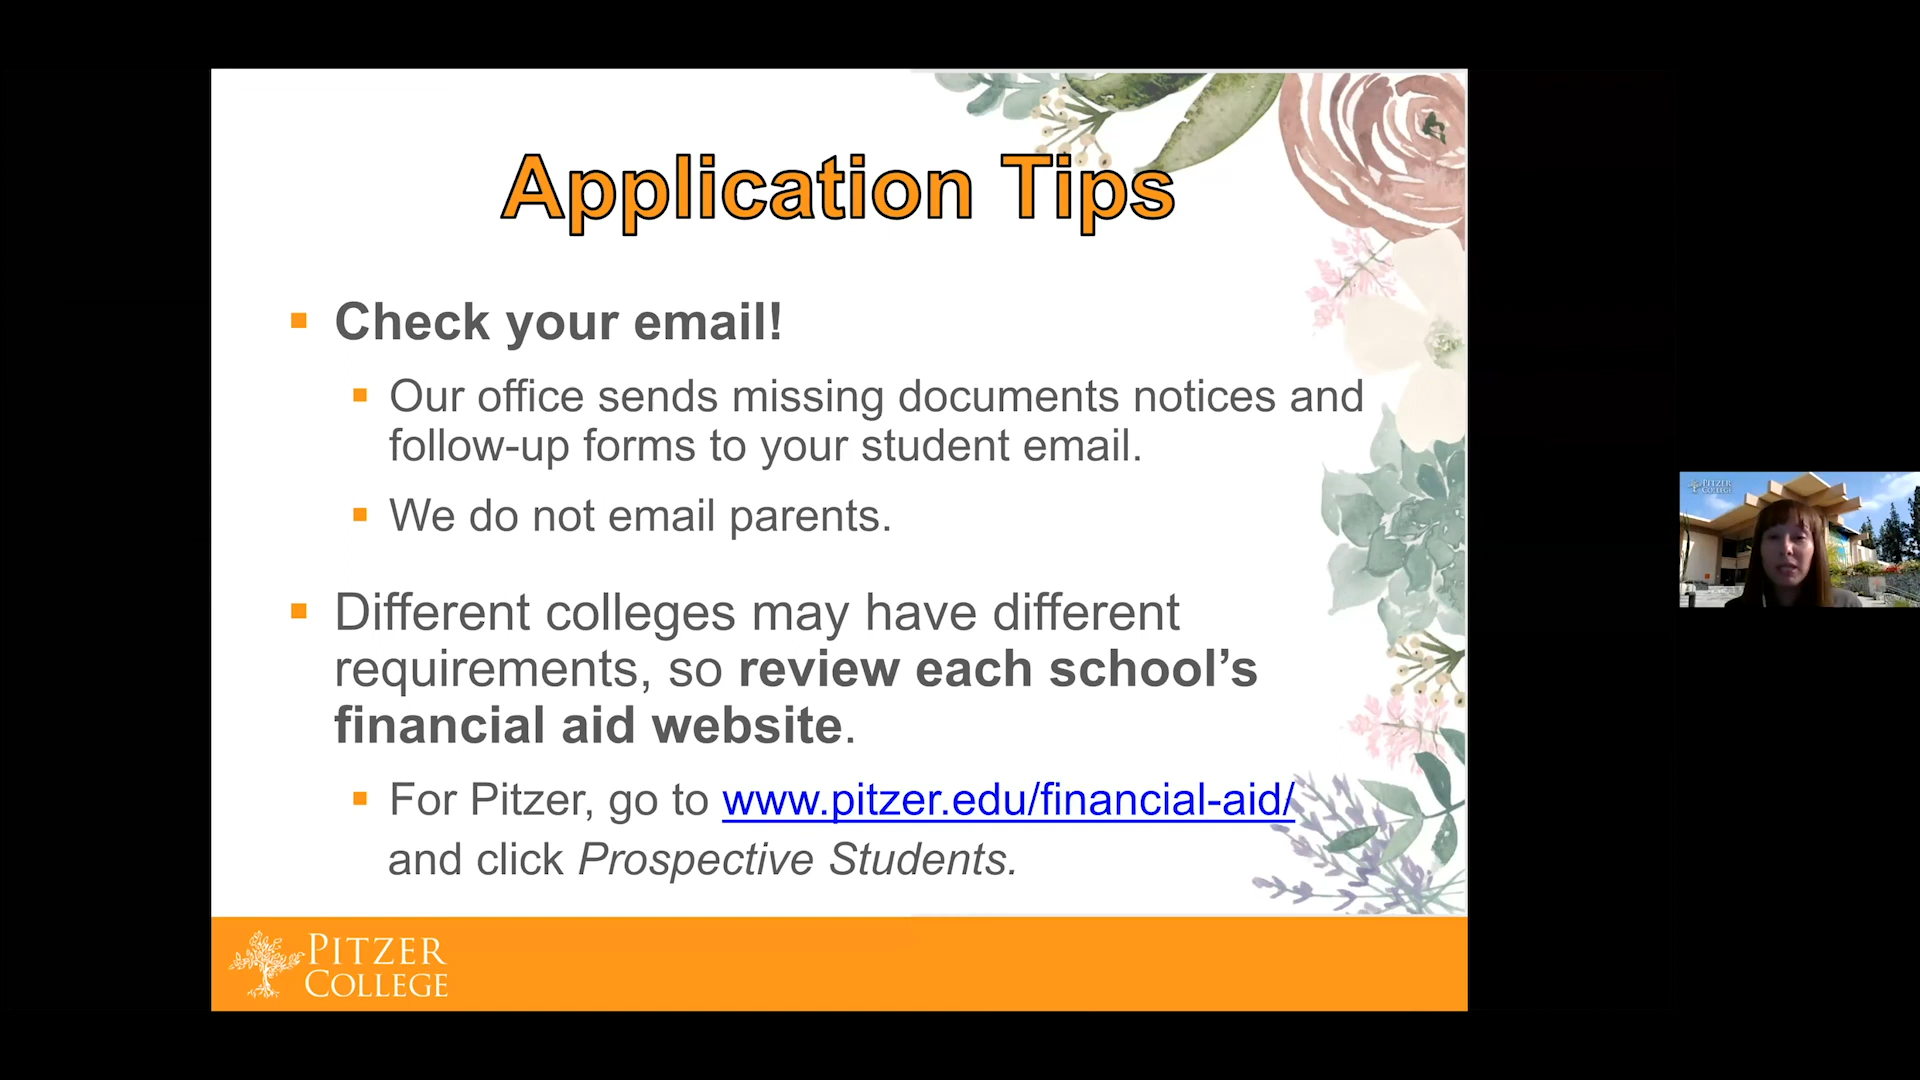 Application Tips
Check your email!
Our office sends missing documents notices and
follow-up forms to your student email.
We do not email parents.
Different colleges may have different
requirements, so review each school’s
financial aid website.
For Pitzer, go to www.pitzer.edu/financial-aid/
and click Prospective Students.
PITZER
COLLEGE
PITZER
COLLEGE